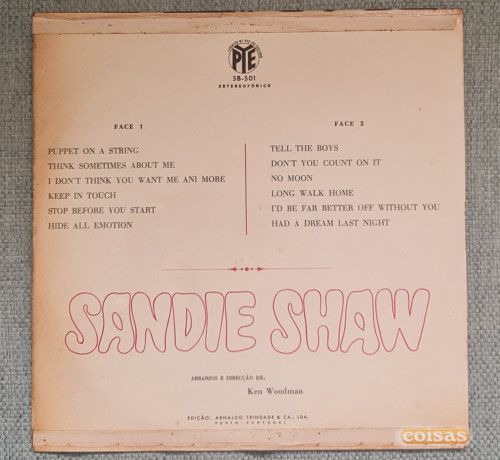 PYE
SB-501
ESTEREOFÓNICO
FACE 1
PUPPET ON A STRING
THINK SOMETIMES ABOUT ME
I DON'T THINK YOU WANT ME ANI MORE
KEEP IN TOUCH
STOP BEFORE YOU START
HIDE ALL EMOTION
FACE 2
TELL THE BOYS
DON'T YOU COUNT ON IT
NO MOON
LONG WALK HOME
I'D BE FAR BETTER OFF WITHOUT YOU
HAD A DREAM LAST NIGHT
SANDIE SHAW
ARRANJOS E DIRECÇÃO DE:
Ken Woodman
EDIÇÃO: ARNALDO TRINDADE & CA., LDA.
PORTO PORTUGAL
coisas